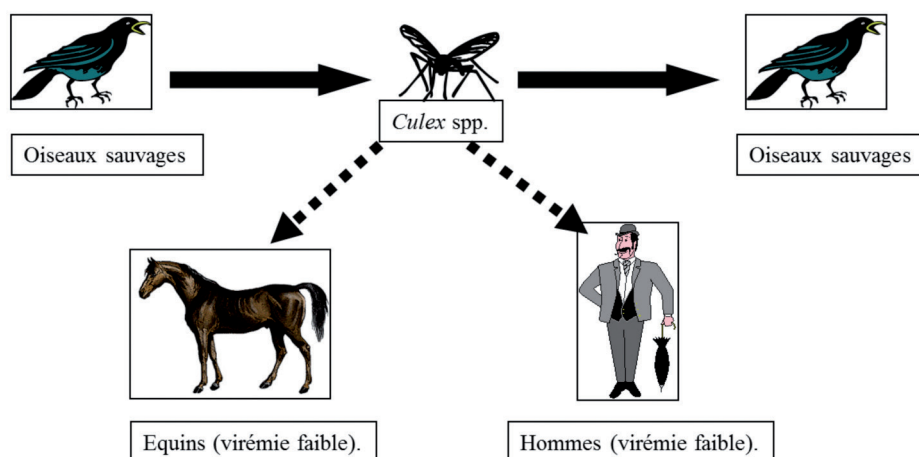 Oiseaux sauvages
Culex spp.
Oiseaux sauvages
Equins (virémie faible).
Hommes (virémie faible).